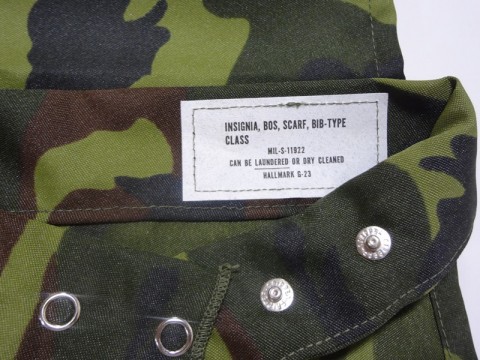 INSIGNIA, BOS, SCARF, BIB-TYPE
CLASS
MIL-S-11922
CAN BE LAUNDERED OR DRY CLEANED
HALLMARK G-23